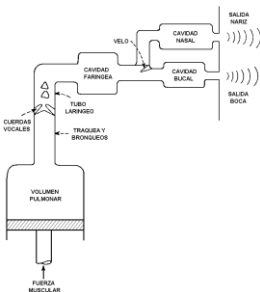 SALIDA
NARIZ
CAVIDAD
NASAL
VELO
CAVIDAD
FARINGEA
CAVIDAD
BUCAL
SALIDA
BOCA
TUBO
LARINGEO
CUERDAS
VOCALES
TRAQUEA Y
BRONQUEOS
VOLUMEN
PULMONAR
FUERZA
MUSCULAR